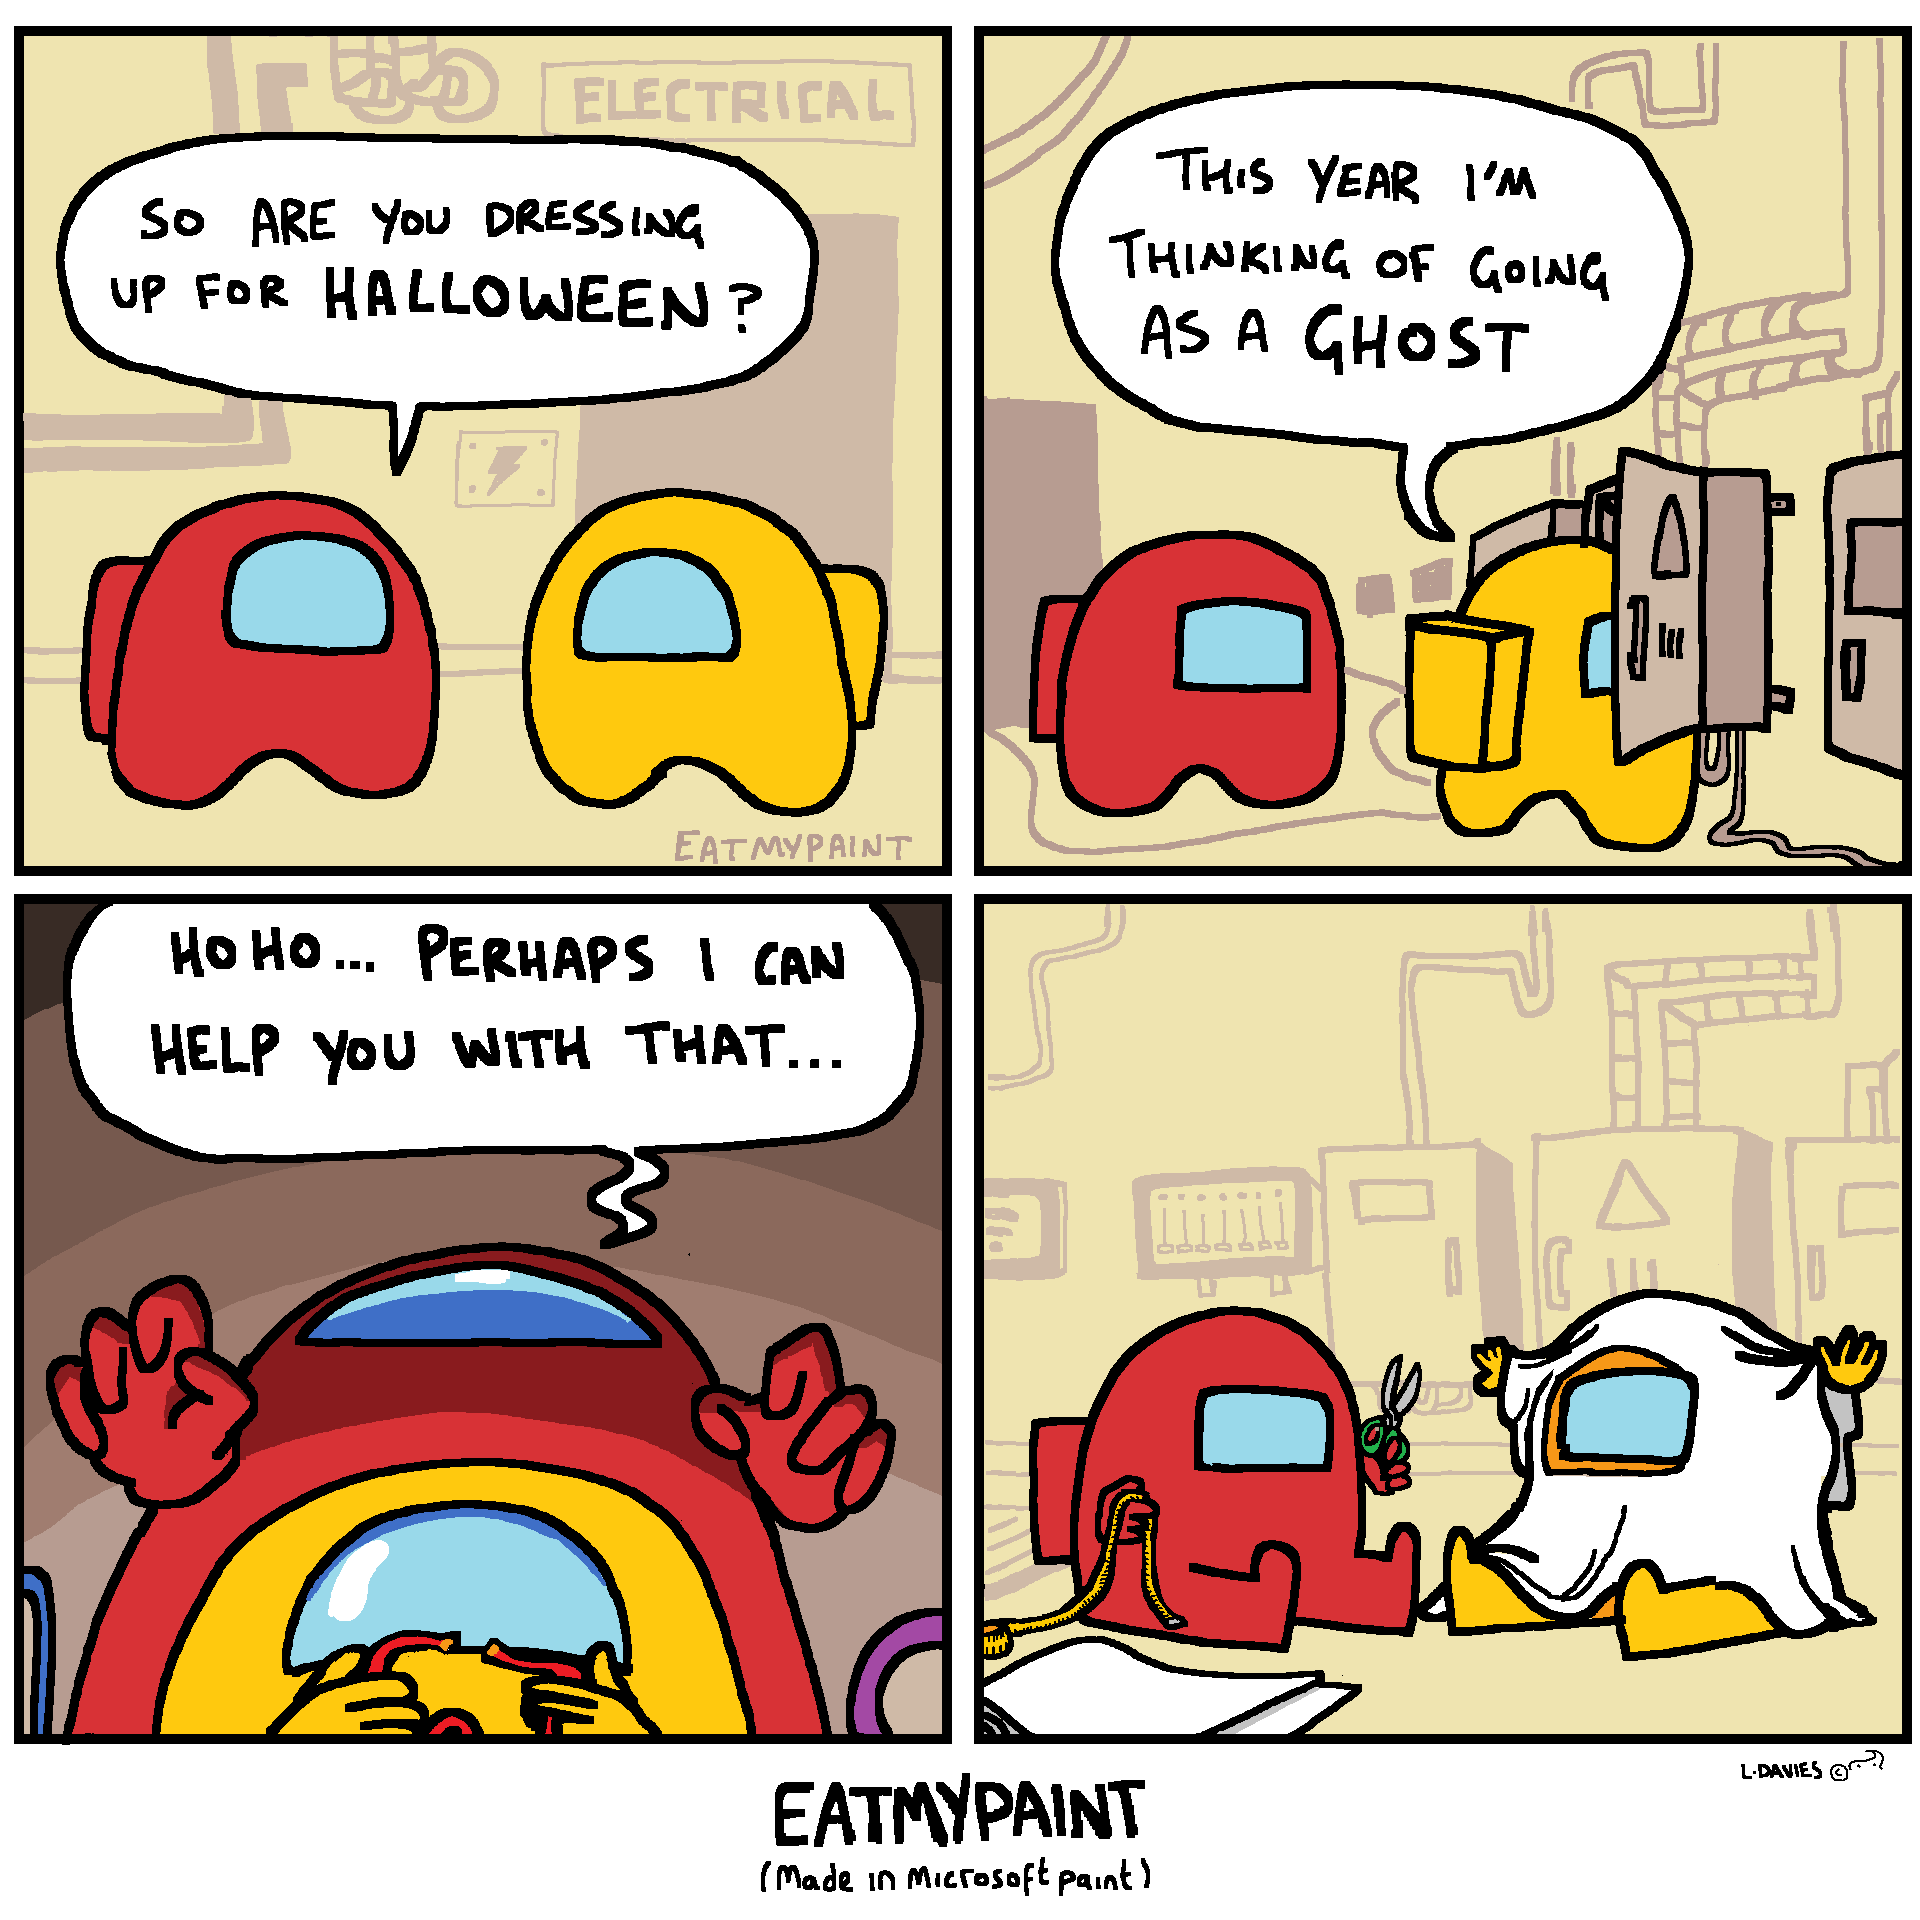 ELECTRICAL
SO ARE YOU DRESSING
UP FOR HALLOWEEN?
EATMYPAINT
THIS YEAR I'M
THINKING OF GOING
AS A GHOST
HO HO... PERHAPS I CAN
HELP YOU WITH THAT...
L.DAVIES ©
EATMYPAINT
(Made in Microsoft paint)